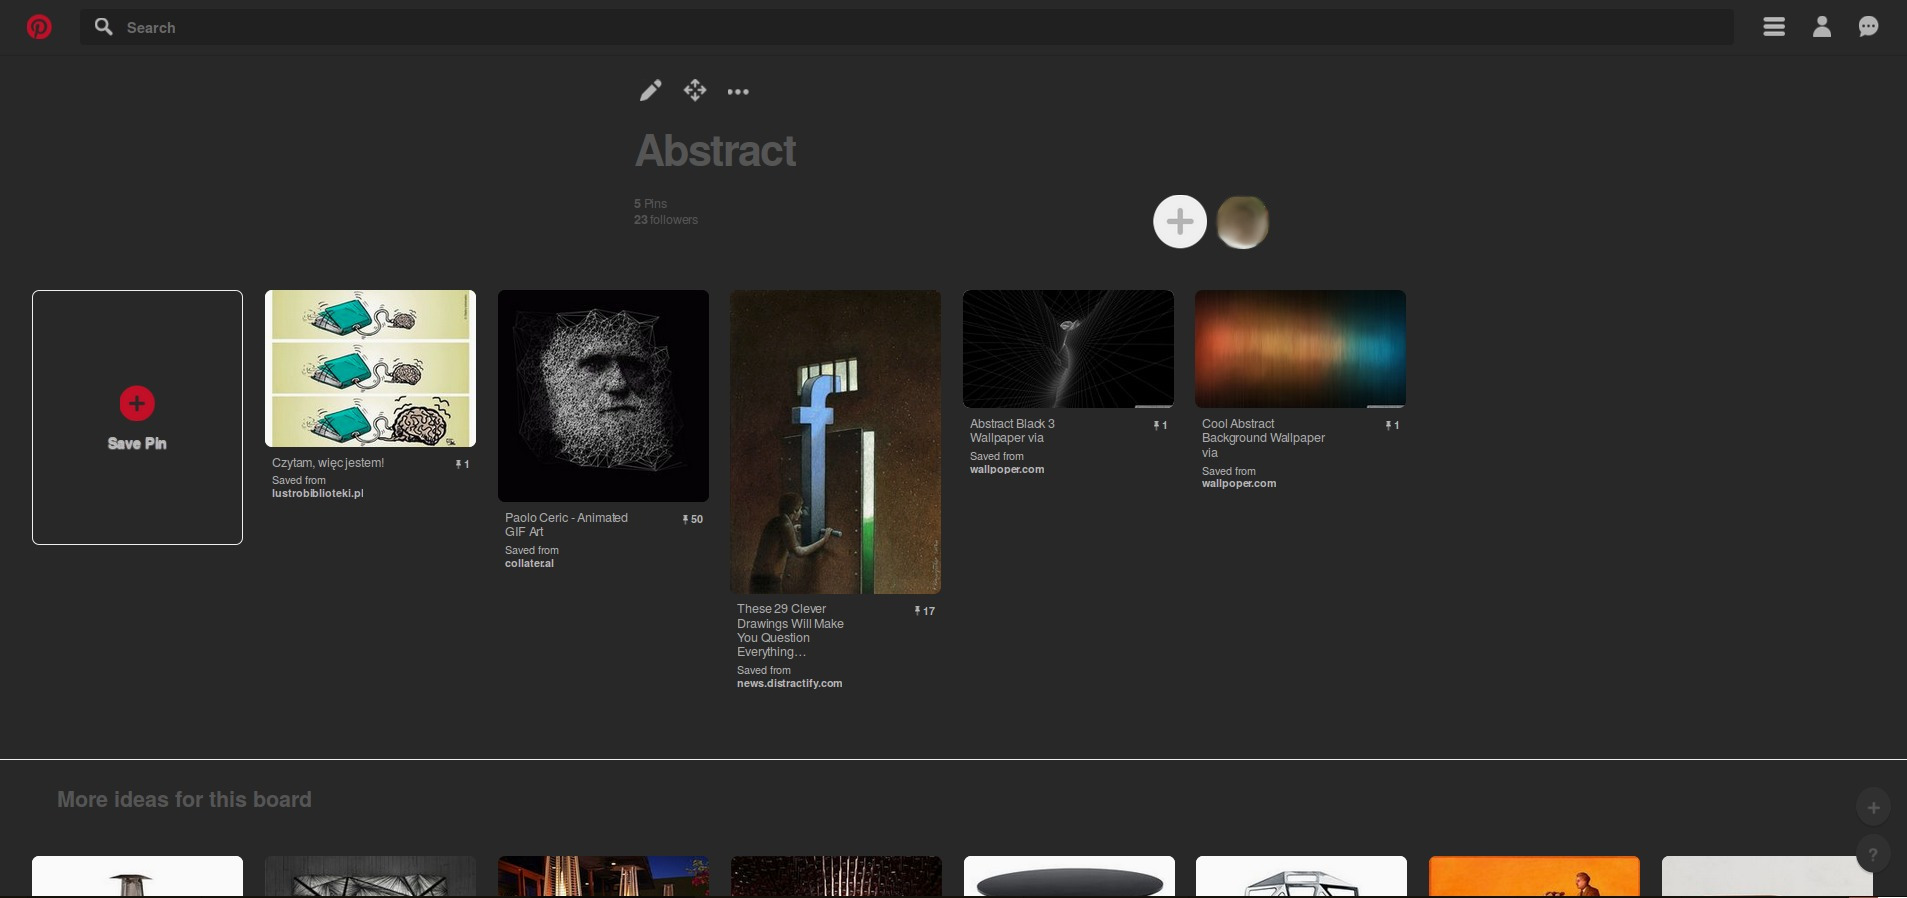 Search
Abstract
5 Pins
23 followers
Save Pin
Czytam, więc jestem!
1
Saved from
lustrobiblioteki.pl
Paolo Ceric - Animated
GIF Art
50
Saved from
collater.al
These 29 Clever
Drawings Will Make
You Question
Everything...
17
Saved from
news.distractify.com
Abstract Black 3
Wallpaper via
1
Saved from
wallpoper.com
Cool Abstract
Background Wallpaper
via
1
Saved from
wallpoper.com
More ideas for this board
+
?